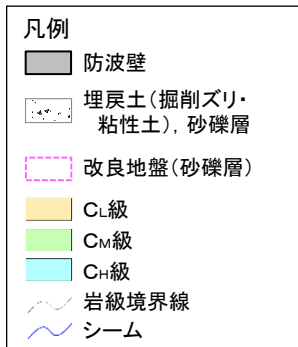 凡例
防波壁
埋戻土（掘削ズリ・
粘性土），砂礫層
改良地盤（砂礫層）
CL級
CM級
CH級
岩級境界線
シーム